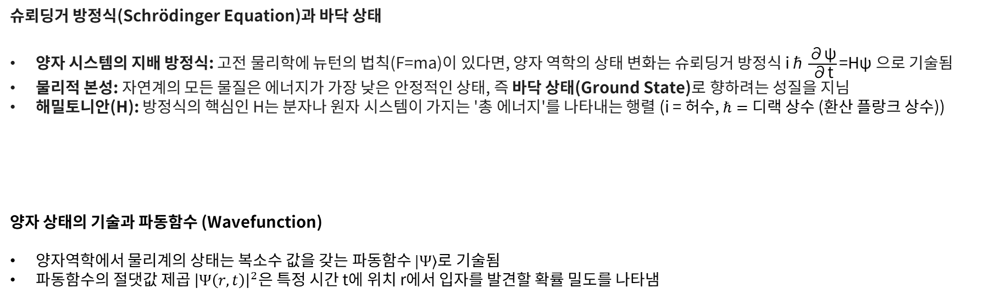 슈뢰딩거 방정식(Schrödinger Equation)과 바닥 상태
• 양자 시스템의 지배 방정식: 고전 물리학에 뉴턴의 법칙(F=ma)이 있다면, 양자 역학의 상태 변화는 슈뢰딩거 방정식 i ℏ ∂ψ/∂t=Hψ 으로 기술됨
• 물리적 본성: 자연계의 모든 물질은 에너지가 가장 낮은 안정적인 상태, 즉 바닥 상태(Ground State)로 향하려는 성질을 지님
• 해밀토니안(H): 방정식의 핵심인 H는 분자나 원자 시스템이 가지는 '총 에너지'를 나타내는 행렬 (i = 허수, ℏ = 디랙 상수 (환산 플랑크 상수))
양자 상태의 기술과 파동함수 (Wavefunction)
• 양자역학에서 물리계의 상태는 복소수 값을 갖는 파동함수 |Ψ⟩로 기술됨
• 파동함수의 절댓값 제곱 |Ψ(r, t)|²은 특정 시간 t에 위치 r에서 입자를 발견할 확률 밀도를 나타냄